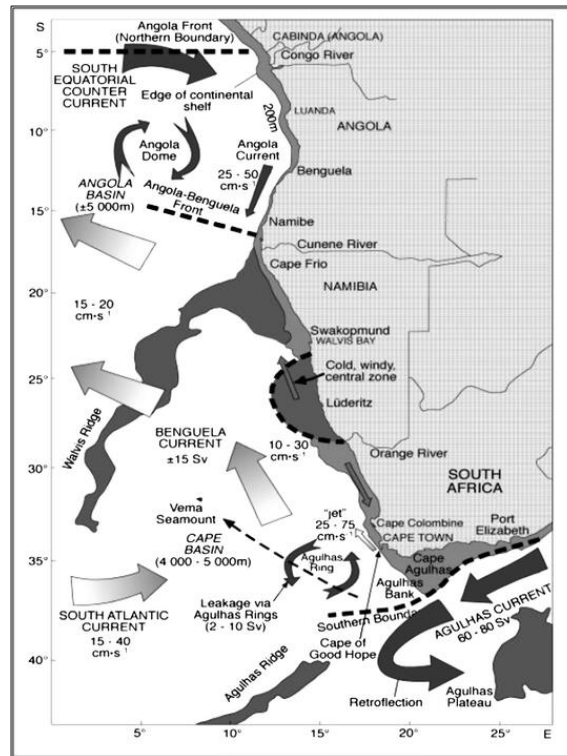 S
Angola Front
(Northern Boundary)
CABINDA (ANGOLA)
Congo River
5°
SOUTH
EQUATORIAL
COUNTER
CURRENT
Edge of continental
shelf
200m
LUANDA
10°
ANGOLA
Angola
Dome
Angola
Current
25 - 50
cm·s⁻¹
Benguela
ANGOLA
BASIN
(±5 000m)
Angola-Benguela
Front
15°
Namibe
Cunene River
Cape Frio
NAMIBIA
20°
15 - 20
cm·s⁻¹
Swakopmund
WALVIS BAY
Cold, windy,
central zone
25°
Lüderitz
Walvis Ridge
BENGUELA
CURRENT
±15 Sv
10 - 30
cm·s⁻¹
Orange River
30°
SOUTH
AFRICA
Vema
Seamount
"jet"
25 - 75
cm·s⁻¹
Cape Colombine
CAPE TOWN
Port
Elizabeth
CAPE
BASIN
(4 000 - 5 000m)
Agulhas
Ring
Cape
Agulhas
35°
Agulhas
Bank
Leakage via
Agulhas Rings
(2 - 10 Sv)
SOUTH ATLANTIC
CURRENT
15 - 40
cm·s⁻¹
Southern Bounda
Cape of
Good Hope
AGULHAS CURRENT
60 - 80 Sv
40°
Agulhas Ridge
Retroflection
Agulhas
Plateau
5°
10°
15°
20°
25°
E